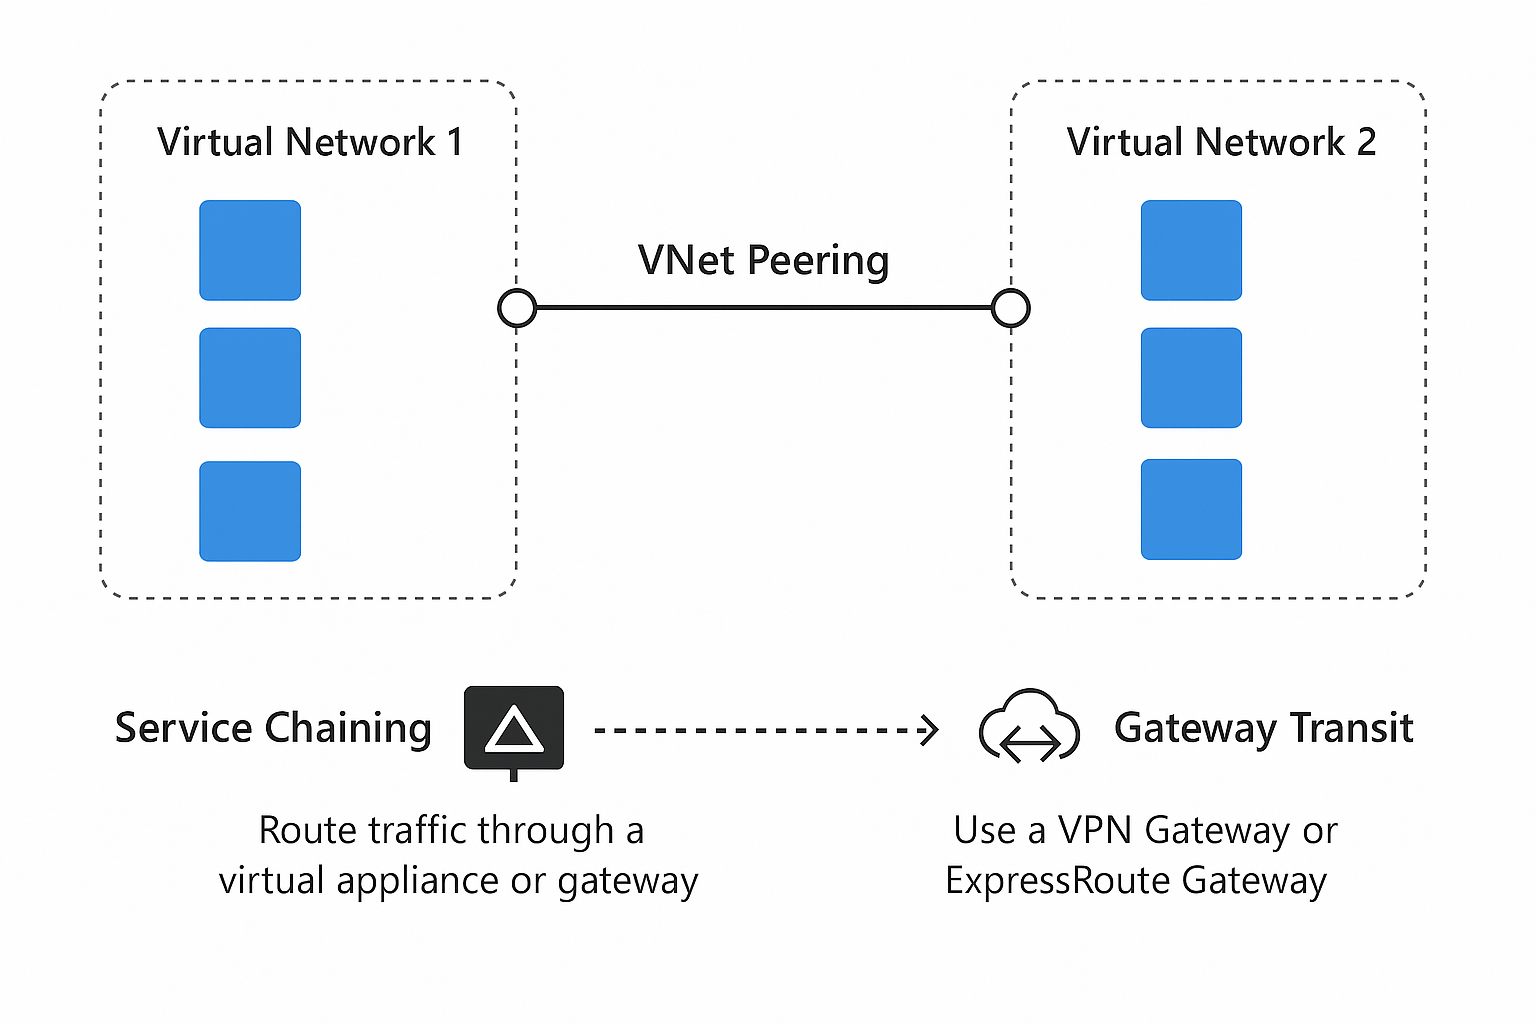 Virtual Network 1
Virtual Network 2
VNet Peering
Service Chaining
Gateway Transit
Route traffic through a
virtual appliance or gateway
Use a VPN Gateway or
ExpressRoute Gateway